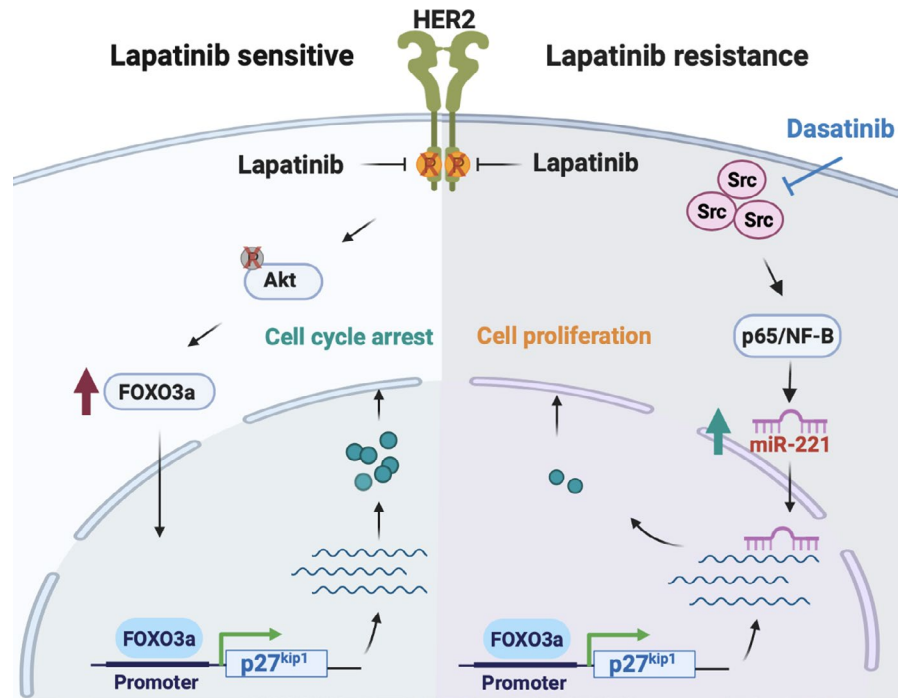 HER2
Lapatinib sensitive
Lapatinib resistance
Dasatinib
Lapatinib
P
P
Lapatinib
Src
Src
Src
P
Akt
Cell cycle arrest
Cell proliferation
p65/NF-B
FOXO3a
miR-221
FOXO3a
p27kip1
Promoter
FOXO3a
p27kip1
Promoter